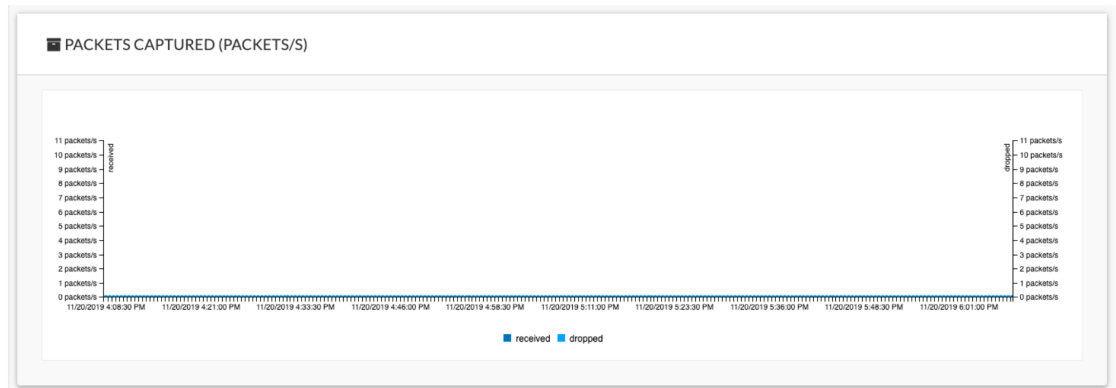 PACKETS CAPTURED (PACKETS/S)
11 packets/s
10 packets/s
9 packets/s
8 packets/s
7 packets/s
6 packets/s
5 packets/s
4 packets/s
3 packets/s
2 packets/s
1 packets/s
0 packets/s
received
dropped
11 packets/s
10 packets/s
9 packets/s
8 packets/s
7 packets/s
6 packets/s
5 packets/s
4 packets/s
3 packets/s
2 packets/s
1 packets/s
0 packets/s
11/20/2019 4:08:30 PM 11/20/2019 4:21:00 PM 11/20/2019 4:33:30 PM 11/20/2019 4:46:00 PM 11/20/2019 4:58:30 PM 11/20/2019 5:11:00 PM 11/20/2019 5:23:30 PM 11/20/2019 5:36:00 PM 11/20/2019 5:48:30 PM 11/20/2019 6:01:00 PM
received dropped